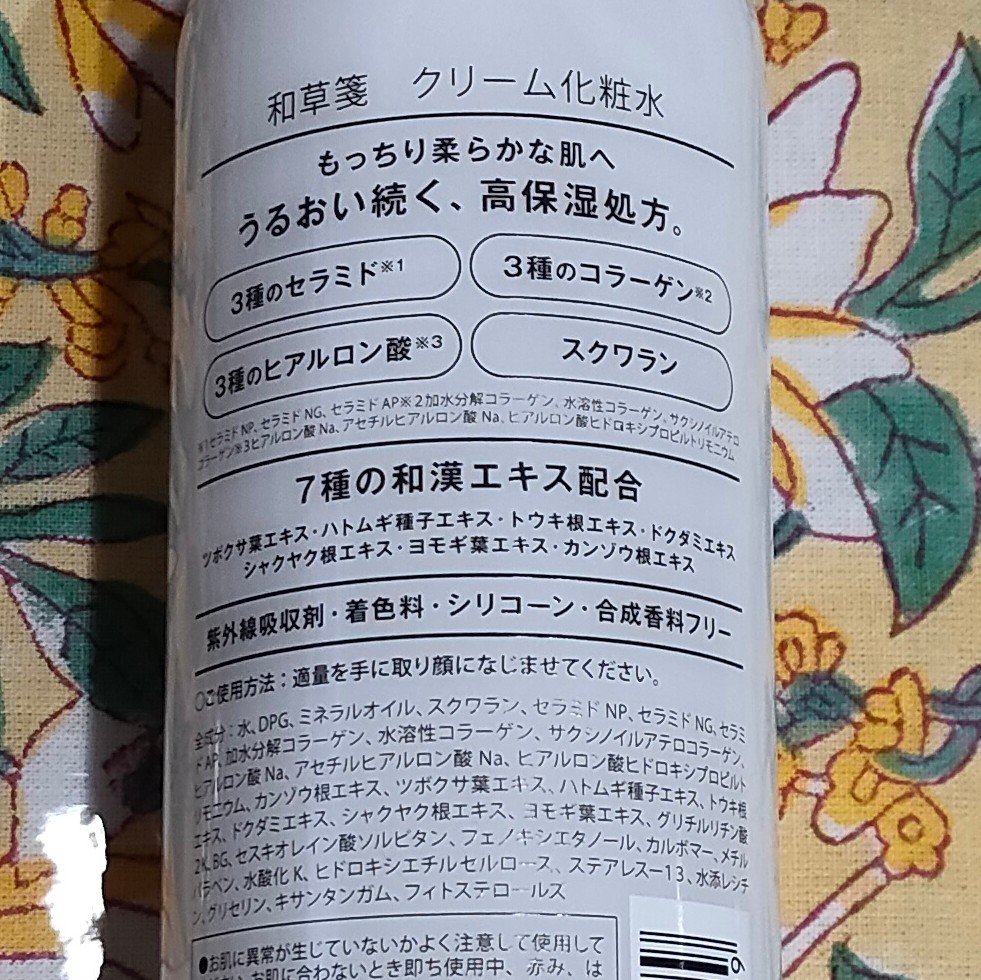 和草箋　クリーム化粧水
もっちり柔らかな肌へ
うるおい続く、高保湿処方。
3種のセラミド※1
3種のコラーゲン※2
3種のヒアルロン酸※3
スクワラン
※1セラミド NP、セラミド NG、セラミド AP※2加水分解コラーゲン、水溶性コラーゲン、サクシノイルアテロ
コラーゲン※3ヒアルロン酸 Na、アセチルヒアルロン酸 Na、ヒアルロン酸ヒドロキシプロピルトリモニウム
7種の和漢エキス配合
ツボクサ葉エキス・ハトムギ種子エキス・トウキ根エキス・ドクダミエキス
シャクヤク根エキス・ヨモギ葉エキス・カンゾウ根エキス
紫外線吸収剤・着色料・シリコーン・合成香料フリー
○ご使用方法：適量を手に取り顔になじませてください。
全成分：水、DPG、ミネラルオイル、スクワラン、セラミド NP、セラミド NG、セラミ
ド AP、加水分解コラーゲン、水溶性コラーゲン、サクシノイルアテロコラーゲン、
ヒアルロン酸 Na、アセチルヒアルロン酸 Na、ヒアルロン酸ヒドロキシプロピルト
リモニウム、カンゾウ根エキス、ツボクサ葉エキス、ハトムギ種子エキス、トウキ根
エキス、ドクダミエキス、シャクヤク根エキス、ヨモギ葉エキス、グリチルリチン酸
2K、BG、セスキオレイン酸ソルビタン、フェノキシエタノール、カルボマー、メチル
パラベン、水酸化 K、ヒドロキシエチルセルロース、ステアレス－13、水添レシチ
ン、グリセリン、キサンタンガム、フィトステロールズ
●お肌に異常が生じていないかよく注意して使用して
お肌に合わないとき即ち使用中、赤み、は